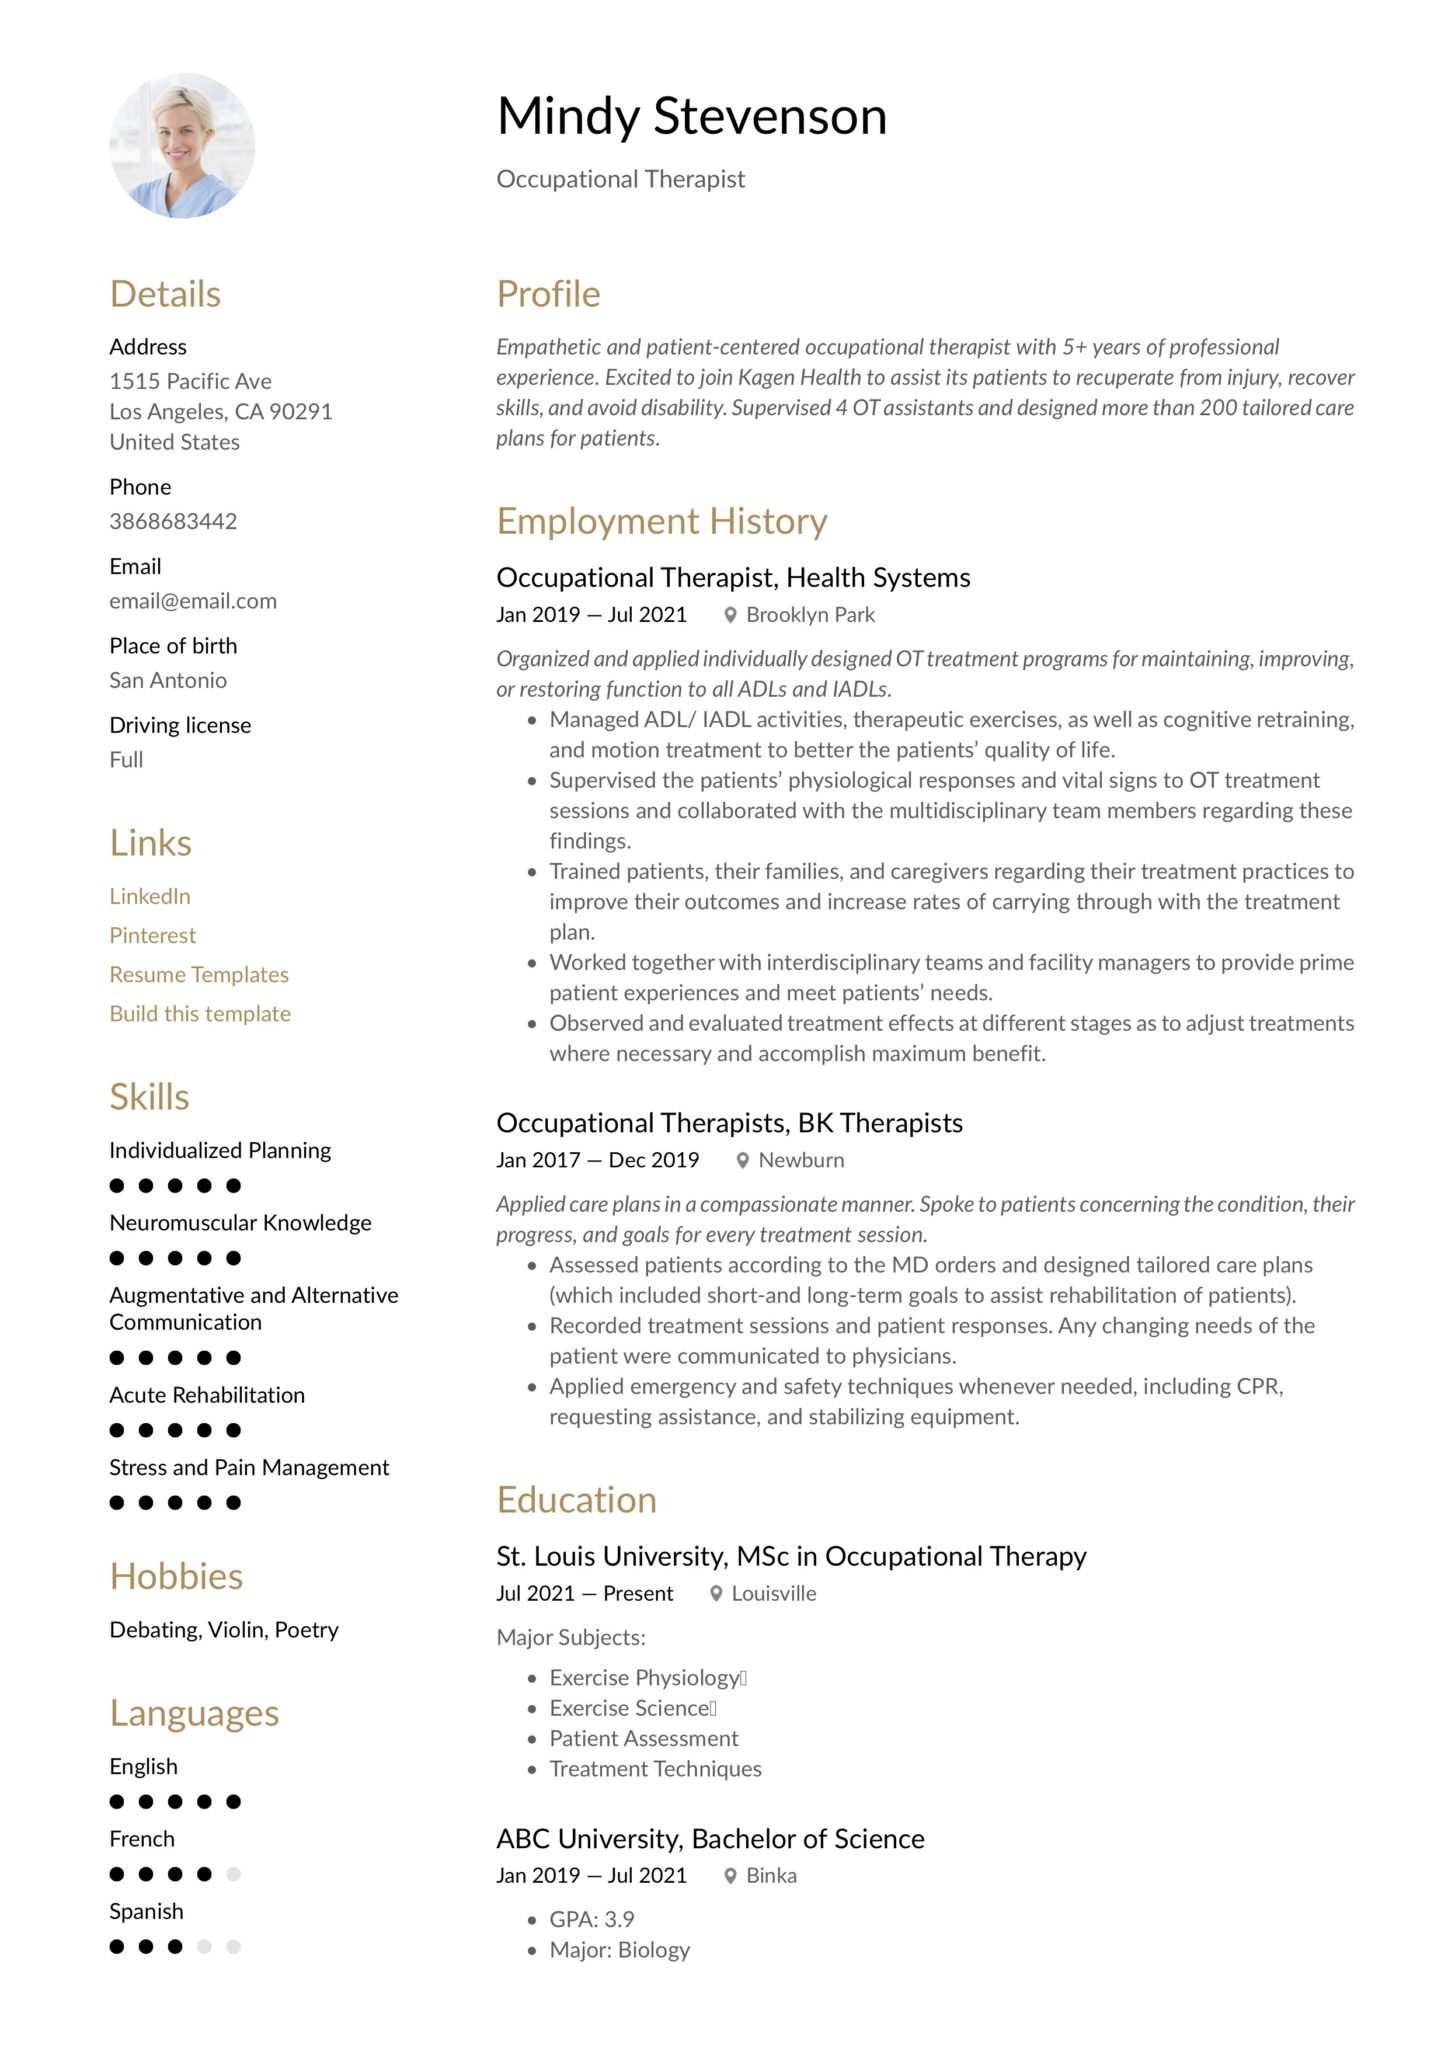 Mindy Stevenson
Occupational Therapist
Details
Address
1515 Pacific Ave
Los Angeles, CA 90291
United States
Phone
3868683442
Email
email@email.com
Place of birth
San Antonio
Driving license
Full
Links
LinkedIn
Pinterest
Resume Templates
Build this template
Skills
Individualized Planning
Neuromuscular Knowledge
Augmentative and Alternative
Communication
Acute Rehabilitation
Stress and Pain Management
Hobbies
Debating, Violin, Poetry
Languages
English
French
Spanish
Profile
Empathetic and patient-centered occupational therapist with 5+ years of professional
experience. Excited to join Kagen Health to assist its patients to recuperate from injury, recover
skills, and avoid disability. Supervised 4 OT assistants and designed more than 200 tailored care
plans for patients.
Employment History
Occupational Therapist, Health Systems
Jan 2019 — Jul 2021 Brooklyn Park
Organized and applied individually designed OT treatment programs for maintaining, improving,
or restoring function to all ADLs and IADLs.
• Managed ADL/ IADL activities, therapeutic exercises, as well as cognitive retraining,
and motion treatment to better the patients’ quality of life.
• Supervised the patients’ physiological responses and vital signs to OT treatment
sessions and collaborated with the multidisciplinary team members regarding these
findings.
• Trained patients, their families, and caregivers regarding their treatment practices to
improve their outcomes and increase rates of carrying through with the treatment
plan.
• Worked together with interdisciplinary teams and facility managers to provide prime
patient experiences and meet patients’ needs.
• Observed and evaluated treatment effects at different stages as to adjust treatments
where necessary and accomplish maximum benefit.
Occupational Therapists, BK Therapists
Jan 2017 — Dec 2019 Newburn
Applied care plans in a compassionate manner. Spoke to patients concerning the condition, their
progress, and goals for every treatment session.
• Assessed patients according to the MD orders and designed tailored care plans
(which included short-and long-term goals to assist rehabilitation of patients).
• Recorded treatment sessions and patient responses. Any changing needs of the
patient were communicated to physicians.
• Applied emergency and safety techniques whenever needed, including CPR,
requesting assistance, and stabilizing equipment.
Education
St. Louis University, MSc in Occupational Therapy
Jul 2021 — Present Louisville
Major Subjects:
• Exercise Physiology
• Exercise Science
• Patient Assessment
• Treatment Techniques
ABC University, Bachelor of Science
Jan 2019 — Jul 2021 Binka
• GPA: 3.9
• Major: Biology